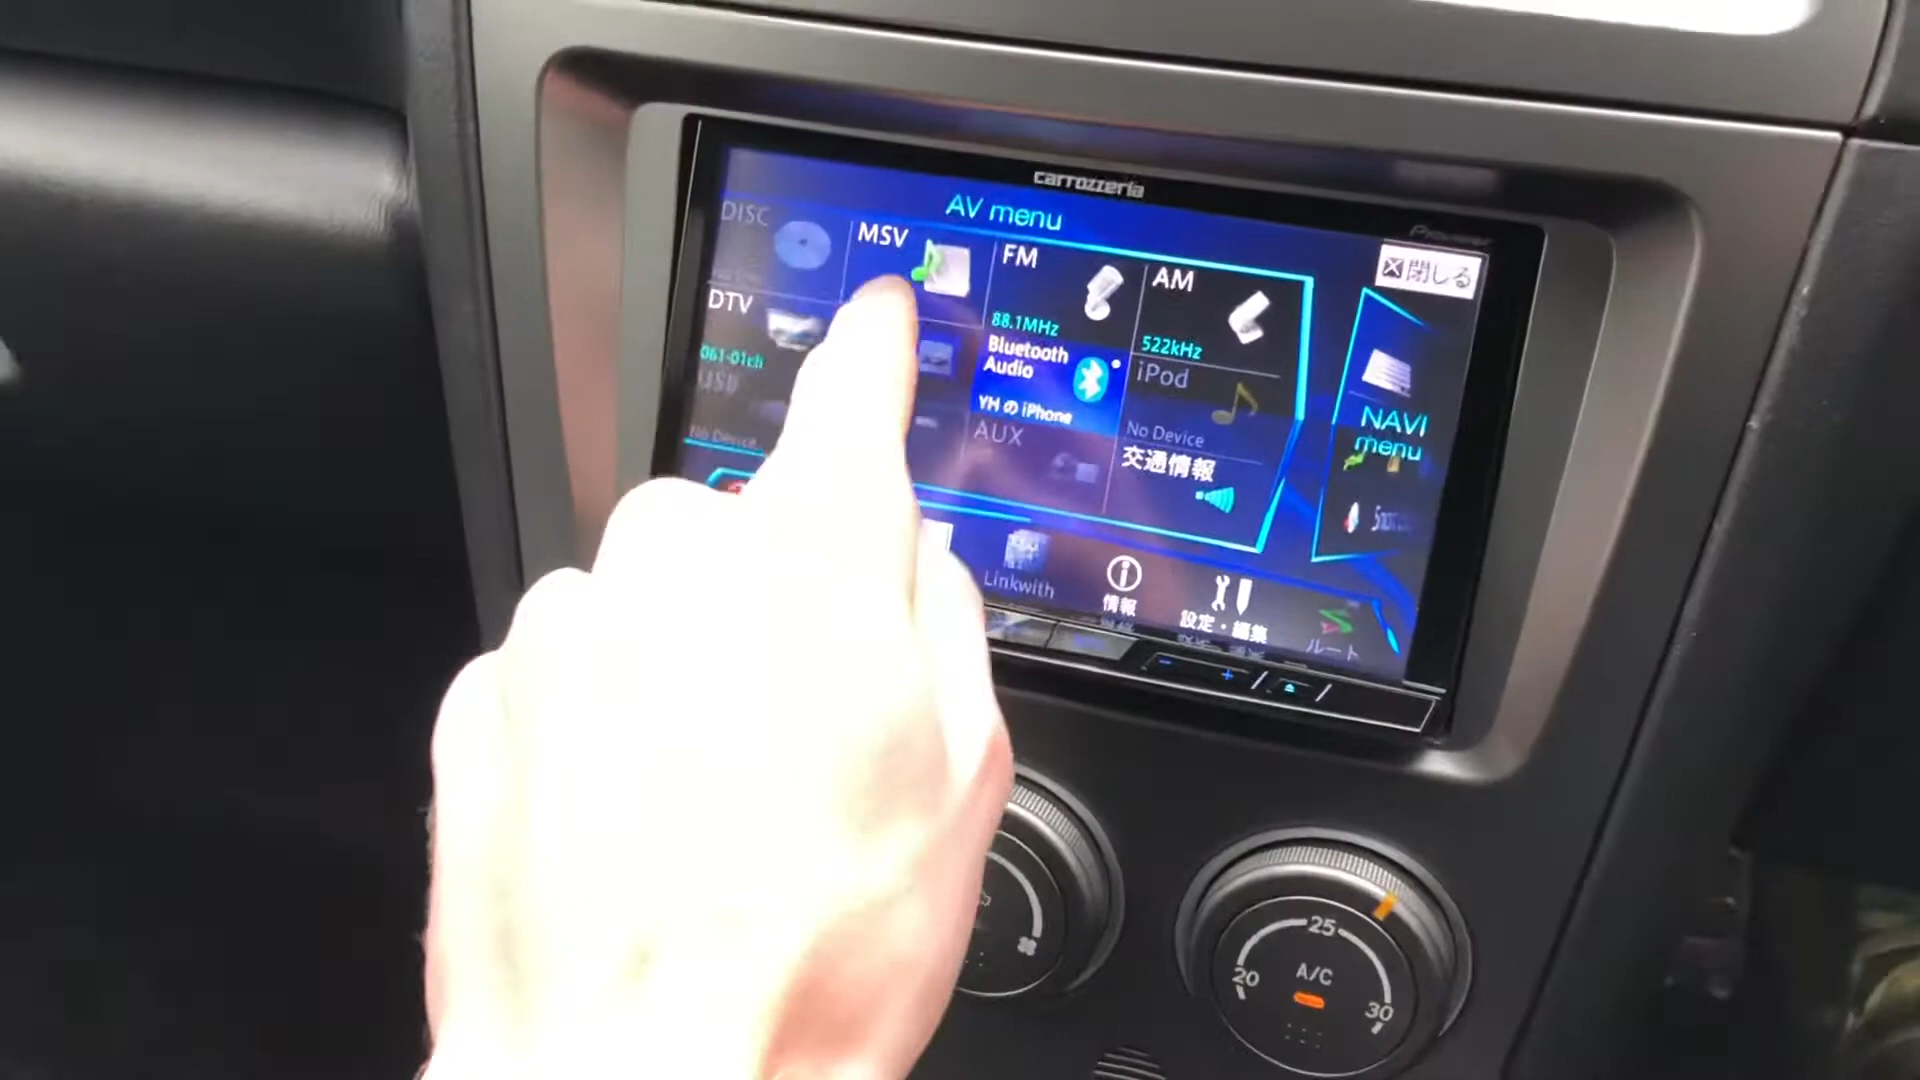 carrozzeria
Pioneer
AV menu
閉じる
DISC
MSV
FM
88.1MHz
AM
522kHz
DTV
061-01ch
Bluetooth
Audio
YH の iPhone
iPod
No Device
USB
No Device
AUX
交通情報
NAVI
menu
Linkwith
情報
設定・編集
ルート
- +
20
25
30
A/C